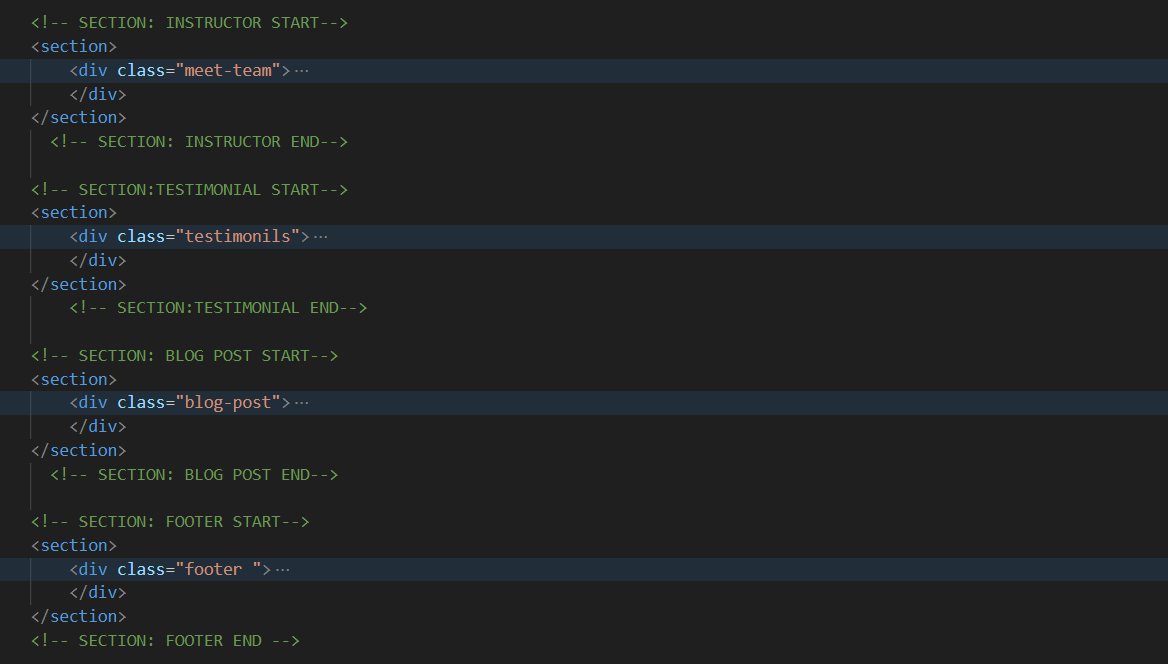 <!-- SECTION: INSTRUCTOR START-->
<section>
<div class="meet-team">···
</div>
</section>
<!-- SECTION: INSTRUCTOR END-->
<!-- SECTION:TESTIMONIAL START-->
<section>
<div class="testimonils">···
</div>
</section>
<!-- SECTION:TESTIMONIAL END-->
<!-- SECTION: BLOG POST START-->
<section>
<div class="blog-post">···
</div>
</section>
<!-- SECTION: BLOG POST END-->
<!-- SECTION: FOOTER START-->
<section>
<div class="footer ">···
</div>
</section>
<!-- SECTION: FOOTER END -->